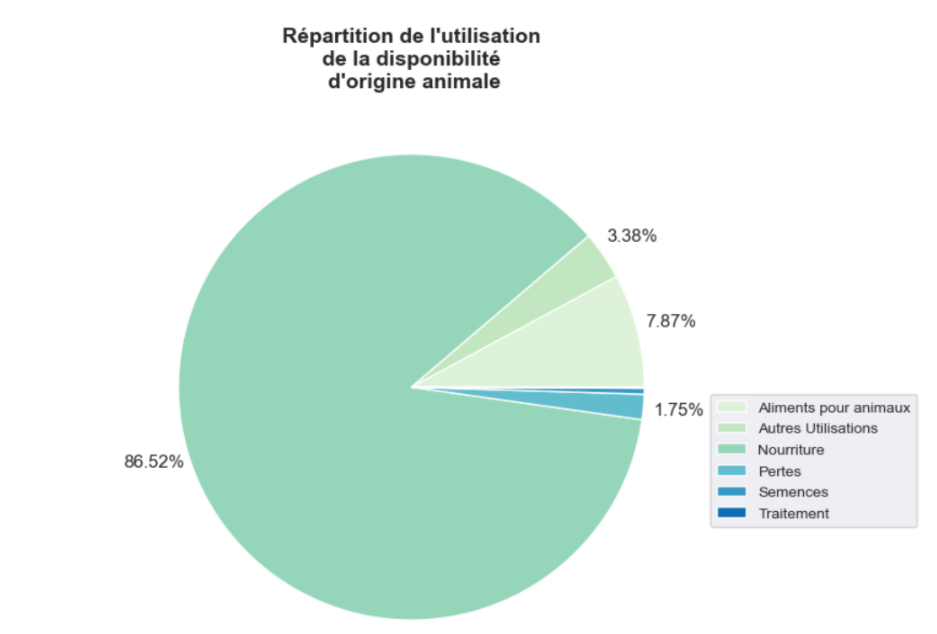 Répartition de l'utilisation
de la disponibilité
d'origine animale
3.38%
7.87%
1.75%
86.52%
Aliments pour animaux
Autres Utilisations
Nourriture
Pertes
Semences
Traitement